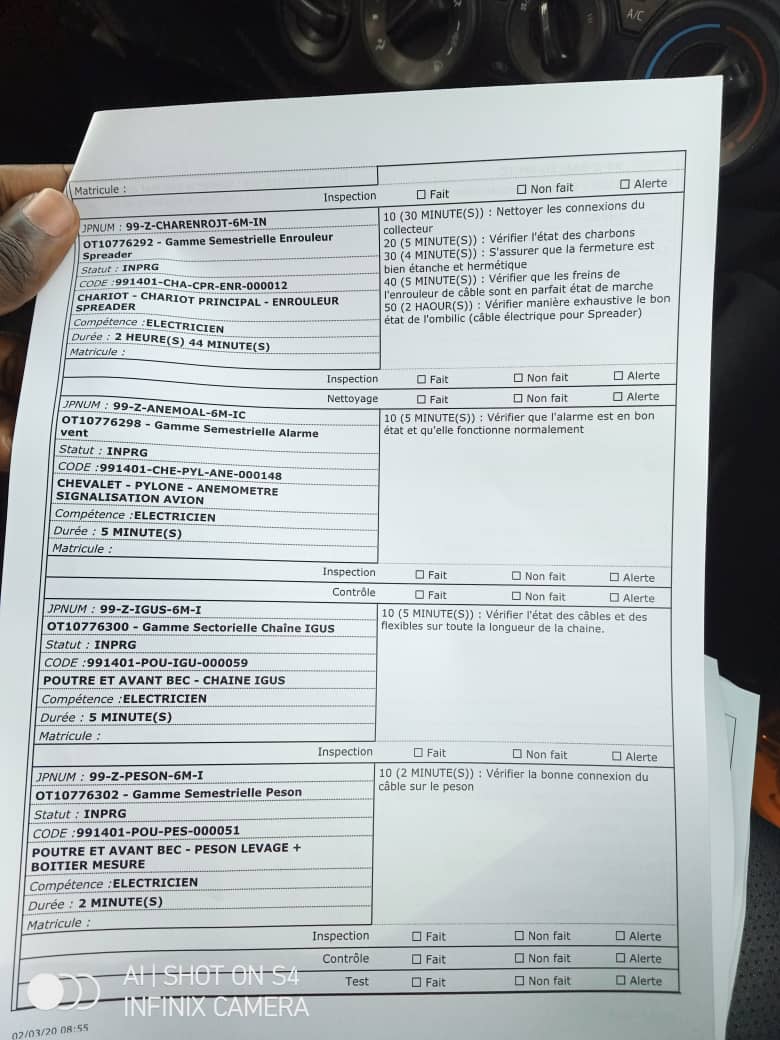 A/C
Matricule :
Inspection ☐ Fait ☐ Non fait ☐ Alerte
JPNUM : 99-Z-CHARENROJT-6M-IN
OT10776292 - Gamme Semestrielle Enrouleur
Spreader
Statut : INPRG
CODE :991401-CHA-CPR-ENR-000012
CHARIOT - CHARIOT PRINCIPAL - ENROULEUR
SPREADER
Compétence :ELECTRICIEN
Durée : 2 HEURE(S) 44 MINUTE(S)
Matricule :
10 (30 MINUTE(S)) : Nettoyer les connexions du
collecteur
20 (5 MINUTE(S)) : Vérifier l'état des charbons
30 (4 MINUTE(S)) : S'assurer que la fermeture est
bien étanche et hermétique
40 (5 MINUTE(S)) : Vérifier que les freins de
l'enrouleur de câble sont en parfait état de marche
50 (2 HAOUR(S)) : Vérifier manière exhaustive le bon
état de l'ombilic (câble électrique pour Spreader)
Inspection ☐ Fait ☐ Non fait ☐ Alerte
Nettoyage ☐ Fait ☐ Non fait ☐ Alerte
JPNUM : 99-Z-ANEMOAL-6M-IC
OT10776298 - Gamme Semestrielle Alarme
vent
Statut : INPRG
CODE :991401-CHE-PYL-ANE-000148
CHEVALET - PYLONE - ANEMOMETRE
SIGNALISATION AVION
Compétence :ELECTRICIEN
Durée : 5 MINUTE(S)
Matricule :
10 (5 MINUTE(S)) : Vérifier que l'alarme est en bon
état et qu'elle fonctionne normalement
Inspection ☐ Fait ☐ Non fait ☐ Alerte
Contrôle ☐ Fait ☐ Non fait ☐ Alerte
JPNUM : 99-Z-IGUS-6M-I
OT10776300 - Gamme Sectorielle Chaîne IGUS
Statut : INPRG
CODE :991401-POU-IGU-000059
POUTRE ET AVANT BEC - CHAINE IGUS
Compétence :ELECTRICIEN
Durée : 5 MINUTE(S)
Matricule :
10 (5 MINUTE(S)) : Vérifier l'état des câbles et des
flexibles sur toute la longueur de la chaine.
Inspection ☐ Fait ☐ Non fait ☐ Alerte
JPNUM : 99-Z-PESON-6M-I
OT10776302 - Gamme Semestrielle Peson
Statut : INPRG
CODE :991401-POU-PES-000051
POUTRE ET AVANT BEC - PESON LEVAGE +
BOITIER MESURE
Compétence :ELECTRICIEN
Durée : 2 MINUTE(S)
Matricule :
10 (2 MINUTE(S)) : Vérifier la bonne connexion du
câble sur le peson
Inspection ☐ Fait ☐ Non fait ☐ Alerte
Contrôle ☐ Fait ☐ Non fait ☐ Alerte
Test ☐ Fait ☐ Non fait ☐ Alerte
AI | SHOT ON S4
INFINIX CAMERA
02/03/20 08:55